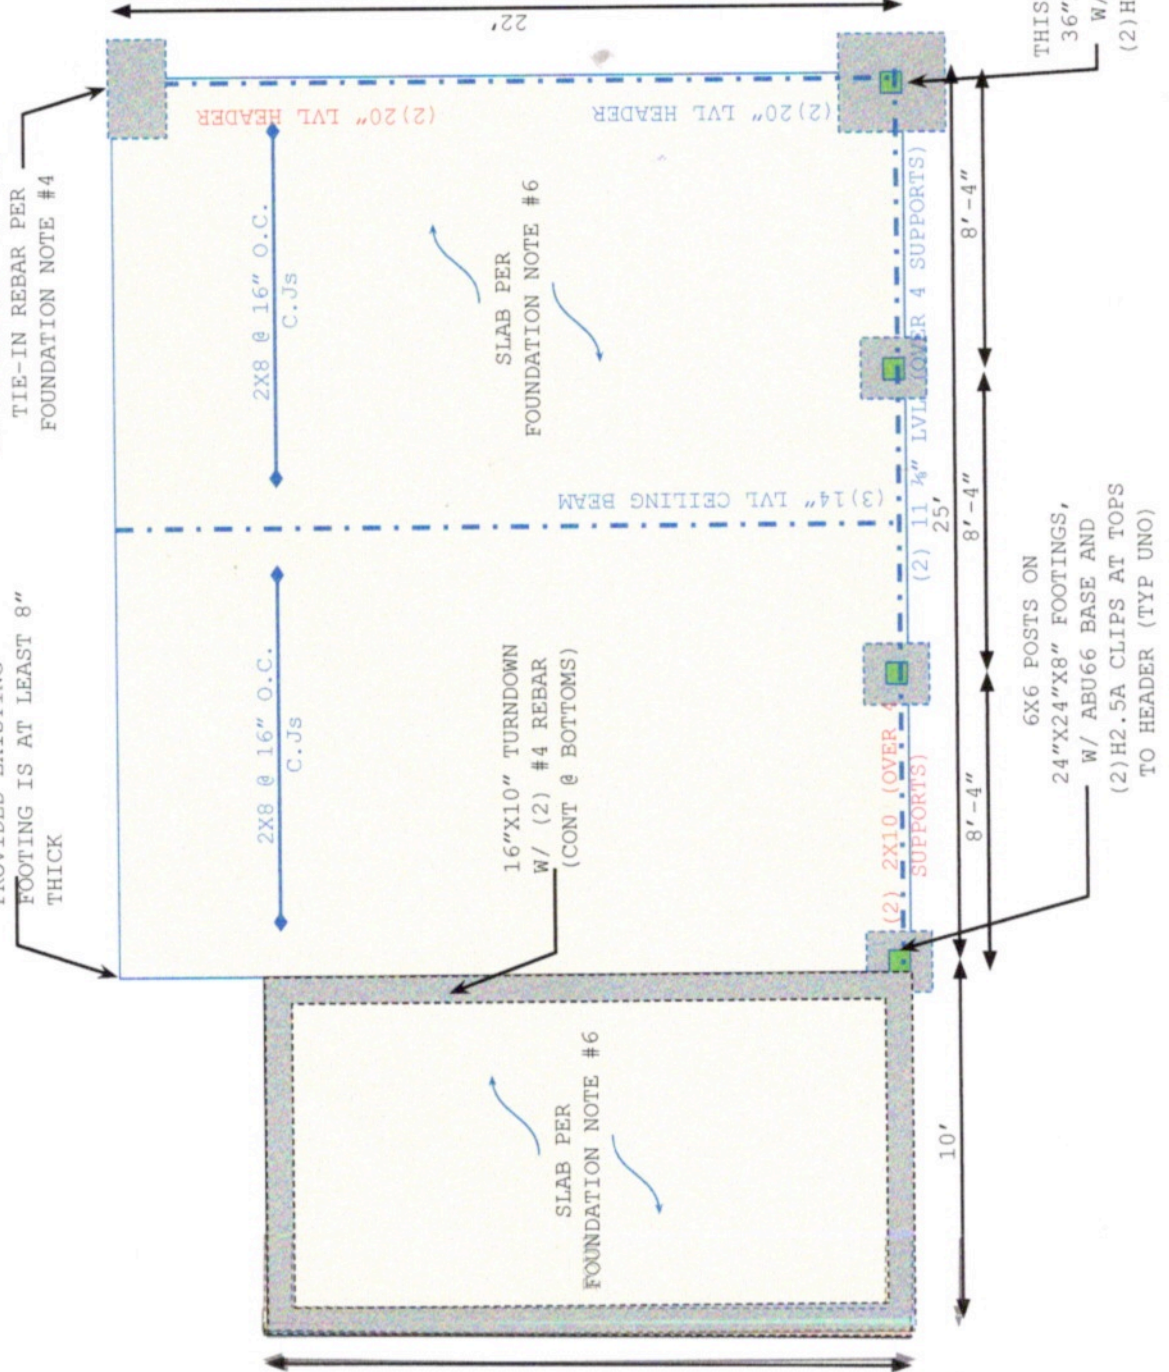 22'
THIS
36"
W/
(2)H
TIE-IN REBAR PER
FOUNDATION NOTE #4
(2)20" LVL HEADER
(2)20" LVL HEADER
2X8 @ 16" O.C.
C.Js
SLAB PER
FOUNDATION NOTE #6
8'-4"
(2) 11 ⅞" LVL (OVER 4 SUPPORTS)
25'
(3)14" LVL CEILING BEAM
8'-4"
FOOTING IS AT LEAST 8"
THICK
2X8 @ 16" O.C.
C.Js
16"X10" TURNDOWN
W/ (2) #4 REBAR
(CONT @ BOTTOMS)
(2) 2X10 (OVER 4
SUPPORTS)
8'-4"
6X6 POSTS ON
24"X24"X8" FOOTINGS,
W/ ABU66 BASE AND
(2)H2.5A CLIPS AT TOPS
TO HEADER (TYP UNO)
SLAB PER
FOUNDATION NOTE #6
10'